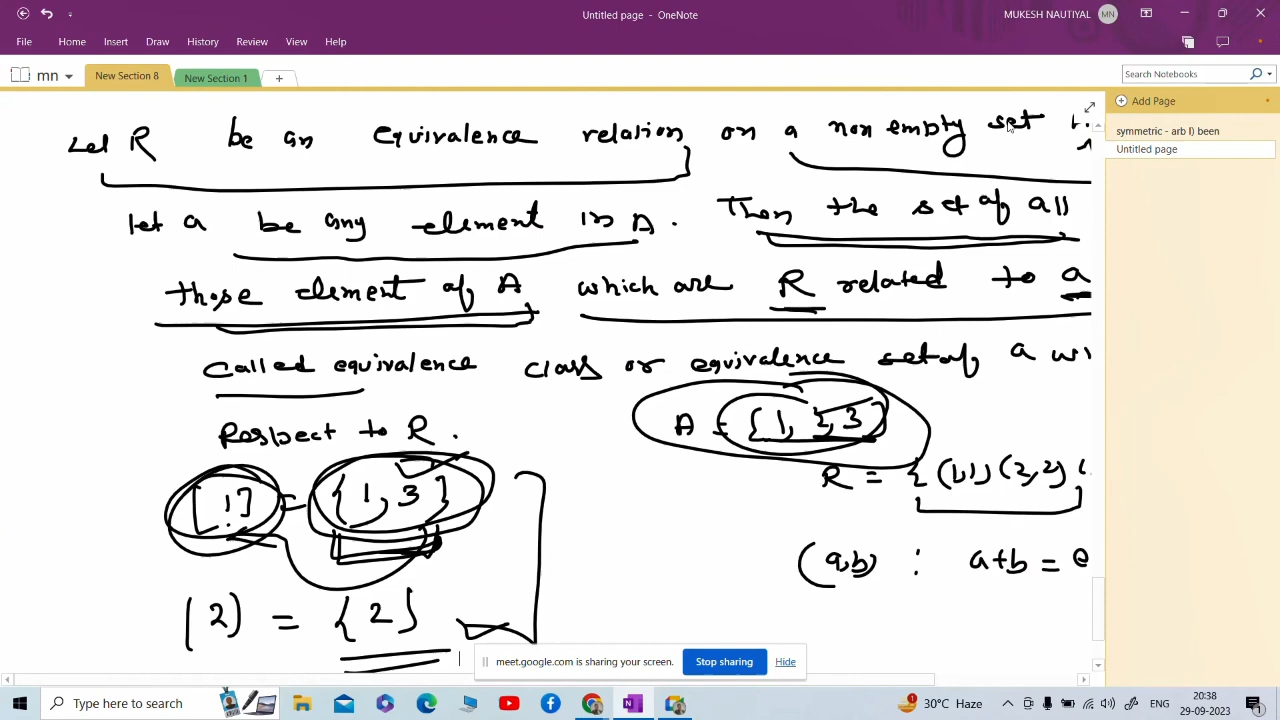 Untitled page - OneNote
MUKESH NAUTIYAL MN
File Home Insert Draw History Review View Help
mn New Section 8 New Section 1 +
Search Notebooks
Add Page
symmetric - arb I) been
Untitled page
Let R be an equivalence relation on a non empty set
let a be any element in A. Then the set of all
those element of A which are R related to a
Called equivalence class or equivalence set of a
Respect to R.
A = {1, 2, 3}
R = { (1,1) (2,2) (
[1] = {1, 3}
(a,b) : a+b = e
[2) = {2}
meet.google.com is sharing your screen. Stop sharing Hide
Type here to search
30°C Haze
ENG
20:38
29-09-2023